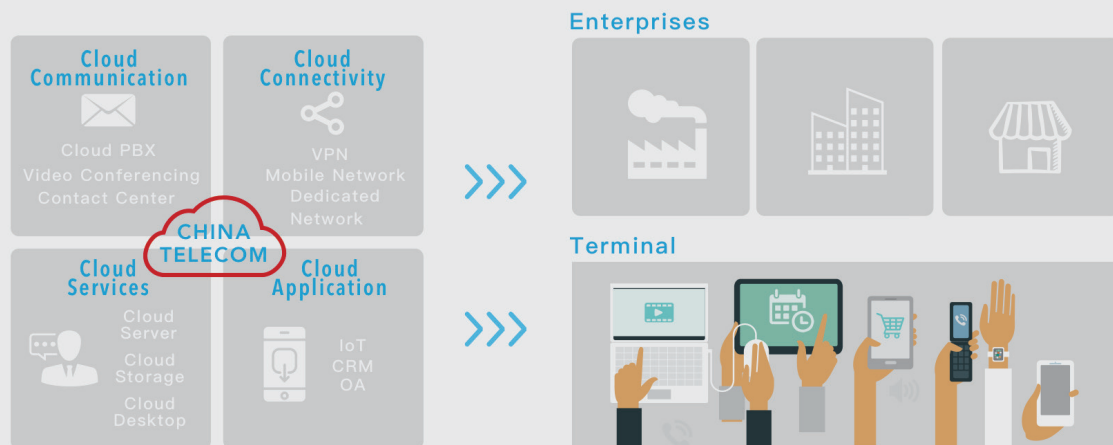 Cloud
Communication
Cloud PBX
Video Conferencing
Contact Center
Cloud
Connectivity
VPN
Mobile Network
Dedicated
Network
CHINA
TELECOM
Cloud
Services
Cloud
Server
Cloud
Storage
Cloud
Desktop
Cloud
Application
IoT
CRM
OA
Enterprises
Terminal